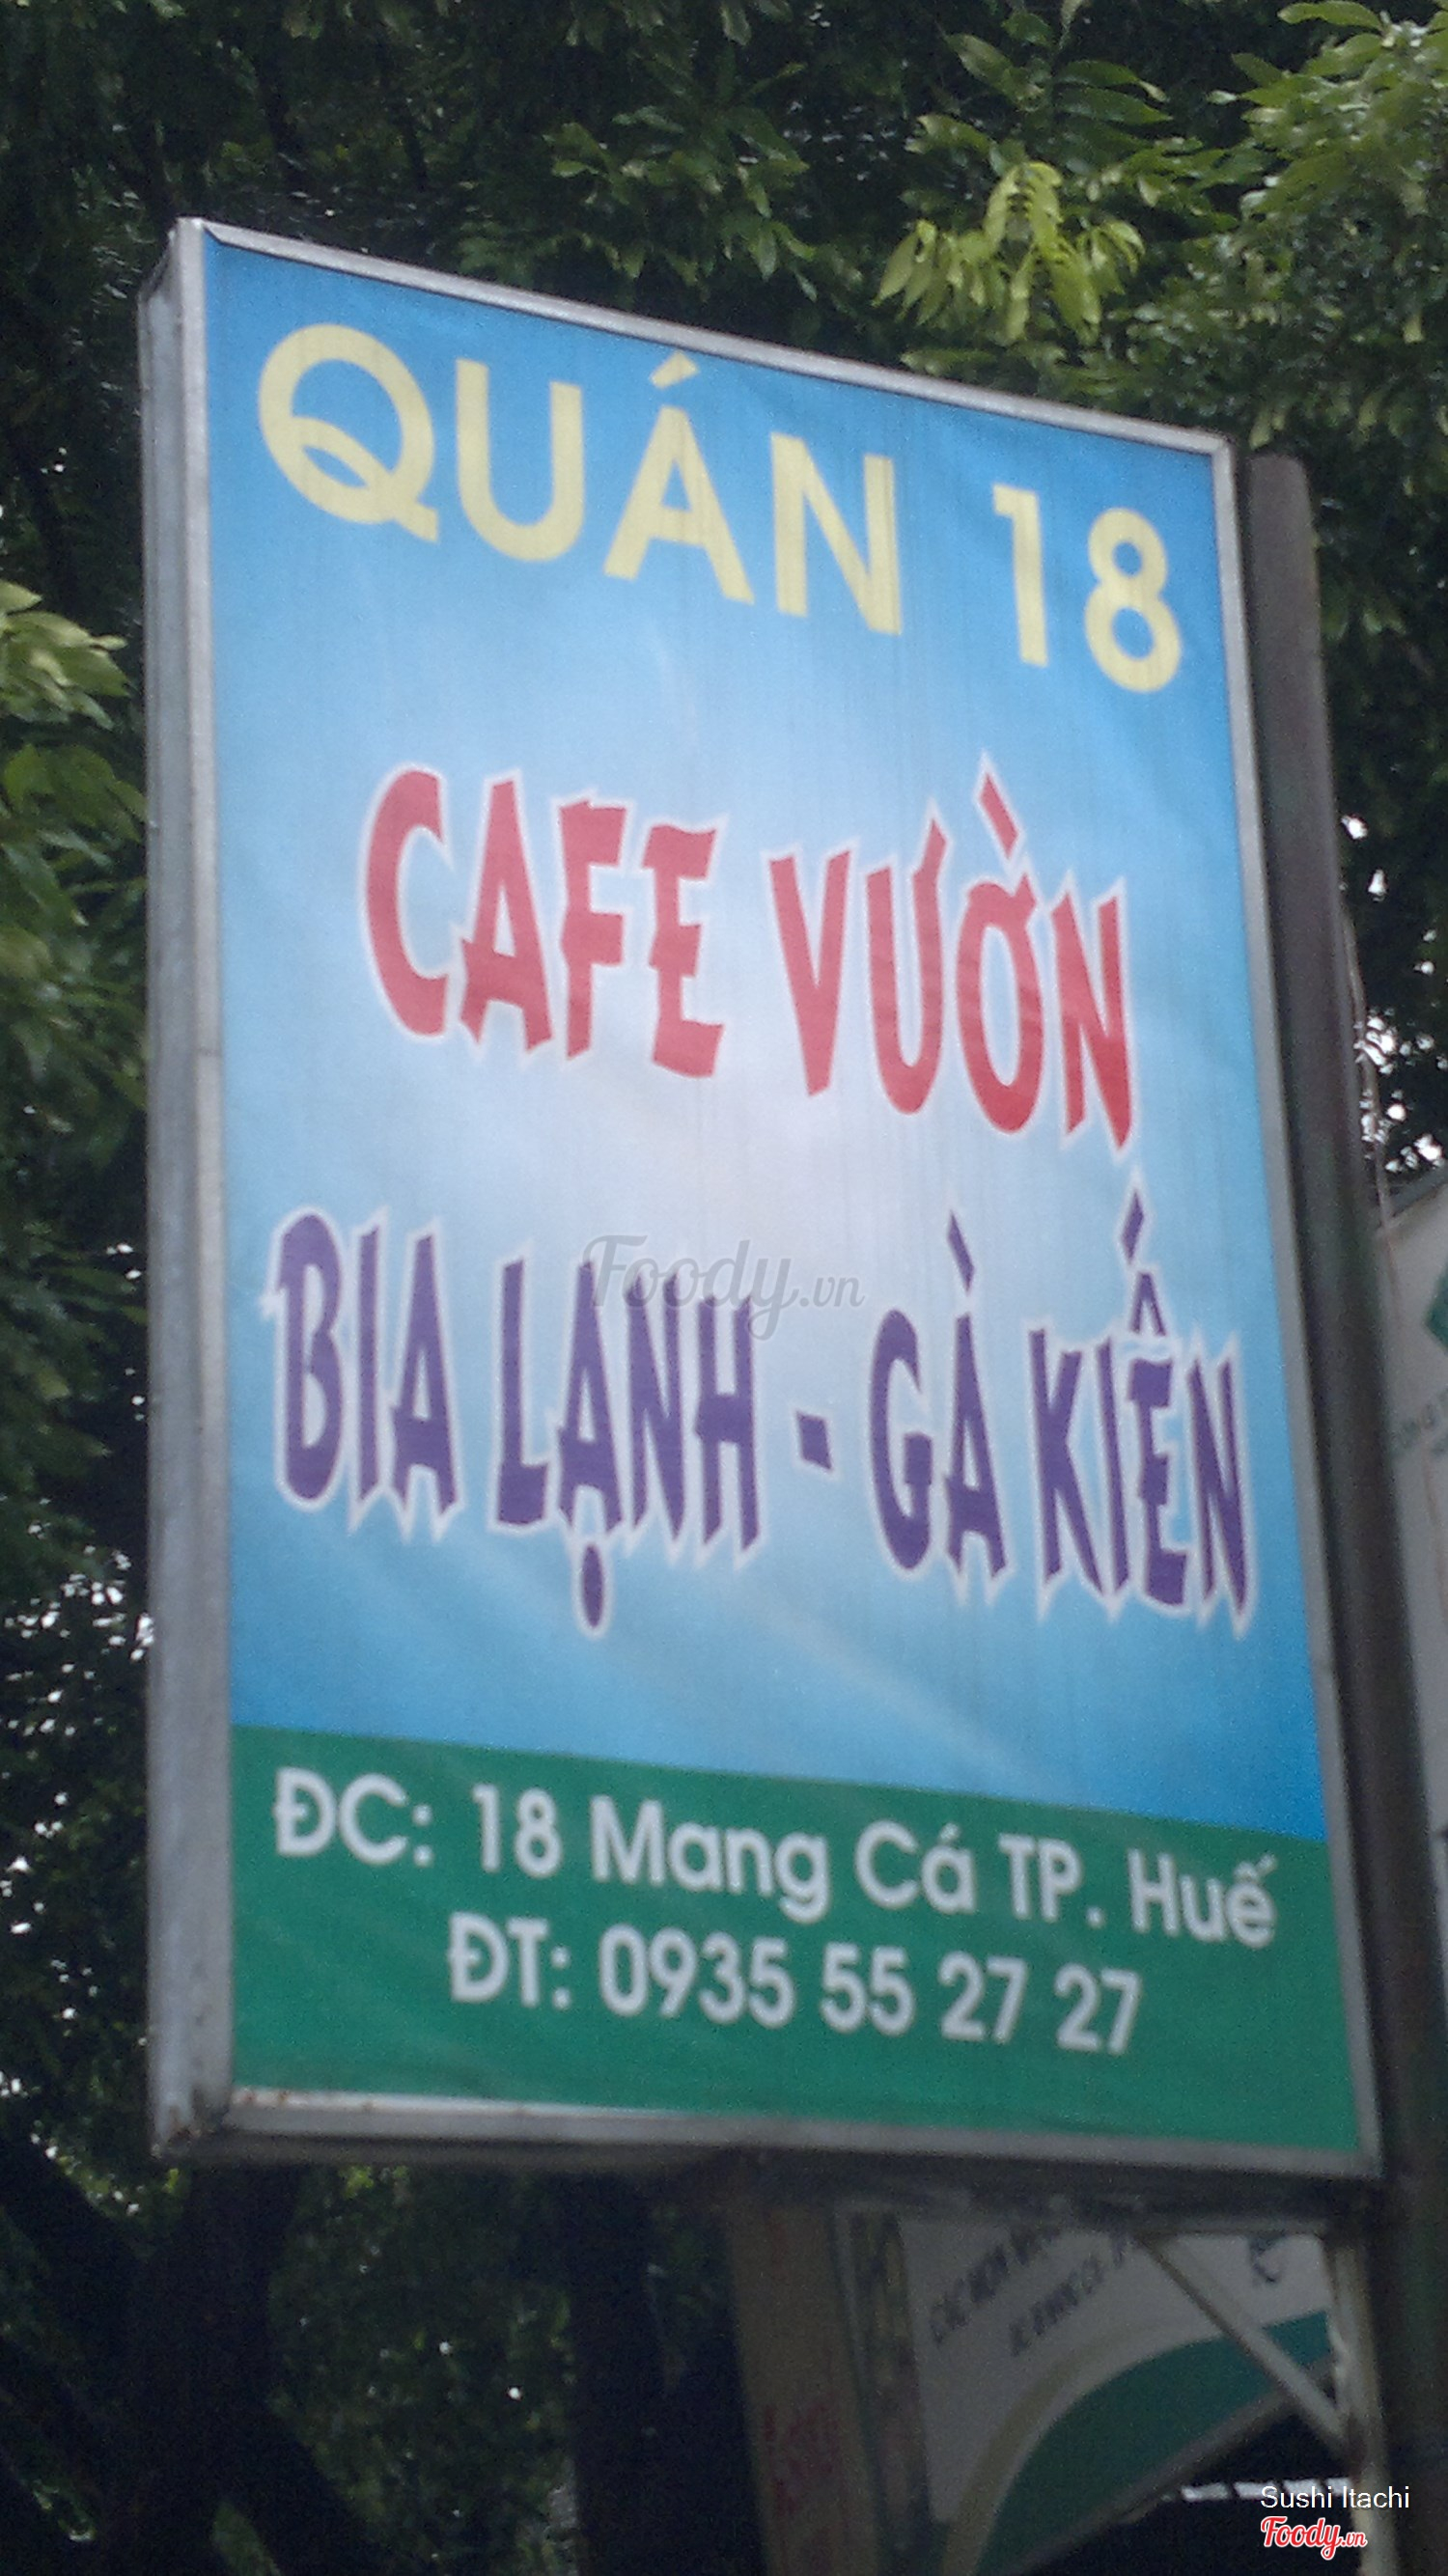 QUÁN 18
CAFE VƯỜN
BIA LẠNH - GÀ KIẾN
ĐC: 18 Mang Cá TP. Huế
ĐT: 0935 55 27 27
Foody.vn
Sushi Itachi
Foody.vn